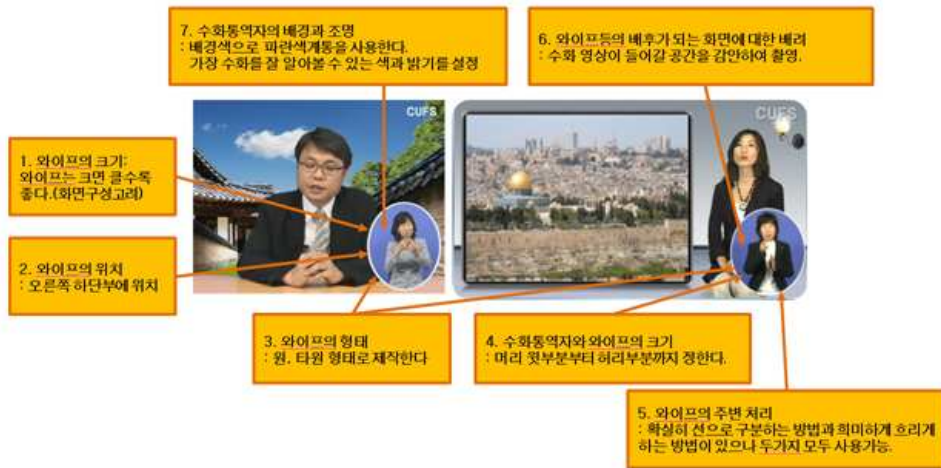 7. 수화통역자의 배경과 조명
: 배경색으로 파란색계통을 사용한다.
가장 수화를 잘 알아볼 수 있는 색과 밝기를 설정
6. 와이프등의 배후가 되는 화면에 대한 배려
: 수화 영상이 들어갈 공간을 감안하여 촬영.
CUFS
CUFS
1. 와이프의 크기:
와이프는 크면 클수록
좋다.(화면구성고려)
2. 와이프의 위치
: 오른쪽 하단부에 위치
3. 와이프의 형태
: 원, 타원 형태로 제작한다
4. 수화통역자와 와이프의 크기
: 머리 윗부분부터 허리부분까지 정한다.
5. 와이프의 주변 처리
: 확실히 선으로 구분하는 방법과 희미하게 흐리게
하는 방법이 있으나 두가지 모두 사용가능.